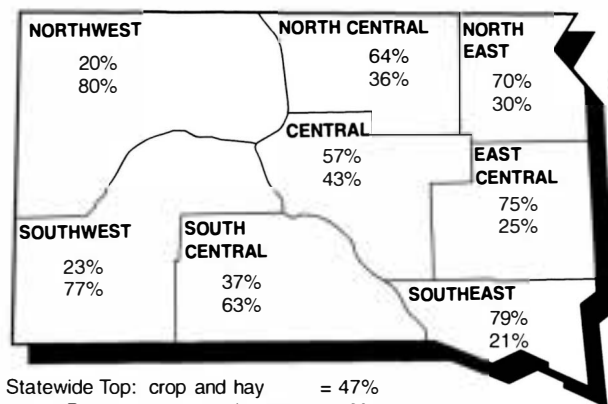 NORTHWEST
20%
80%
NORTH CENTRAL
64%
36%
NORTH
EAST
70%
30%
CENTRAL
57%
43%
EAST
CENTRAL
75%
25%
SOUTHWEST
23%
77%
SOUTH
CENTRAL
37%
63%
SOUTHEAST
79%
21%
Statewide Top: crop and hay = 47%